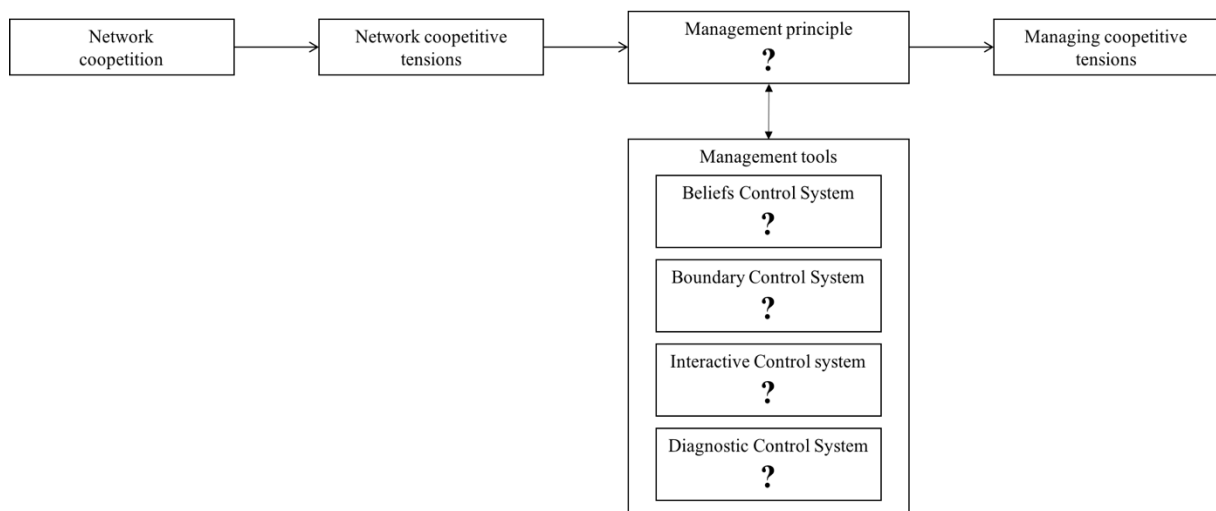 Network
coopetition
Network coopetitive
tensions
Management principle
?
Managing coopetitive
tensions
Management tools
Beliefs Control System
?
Boundary Control System
?
Interactive Control system
?
Diagnostic Control System
?